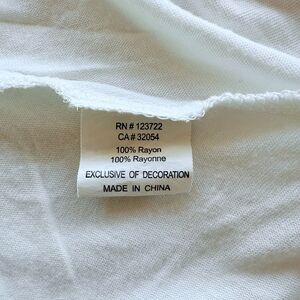 RN # 123722
CA # 32054
100% Rayon
100% Rayonne
EXCLUSIVE OF DECORATION
MADE IN CHINA